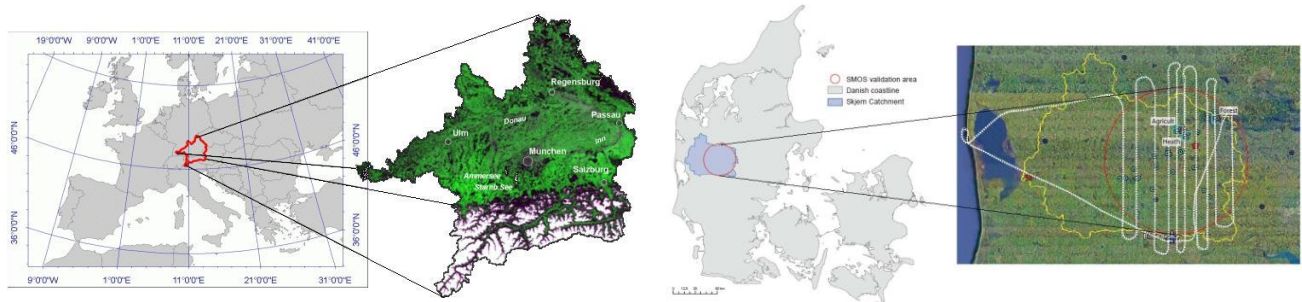 19°0'0"W 9°0'0"W 1°0'0"E 11°0'0"E 21°0'0"E 31°0'0"E 41°0'0"E
46°0'0"N
36°0'0"N
46°0'0"N
36°0'0"N
9°0'0"W 1°0'0"E 11°0'0"E 21°0'0"E 31°0'0"E
Regensburg
Donau
Passau
Ulm
Inn
München
Ammersee
Salzburg
SMOS validation area
Danish coastline
Skjern Catchment
Forest
Agricult
Heath